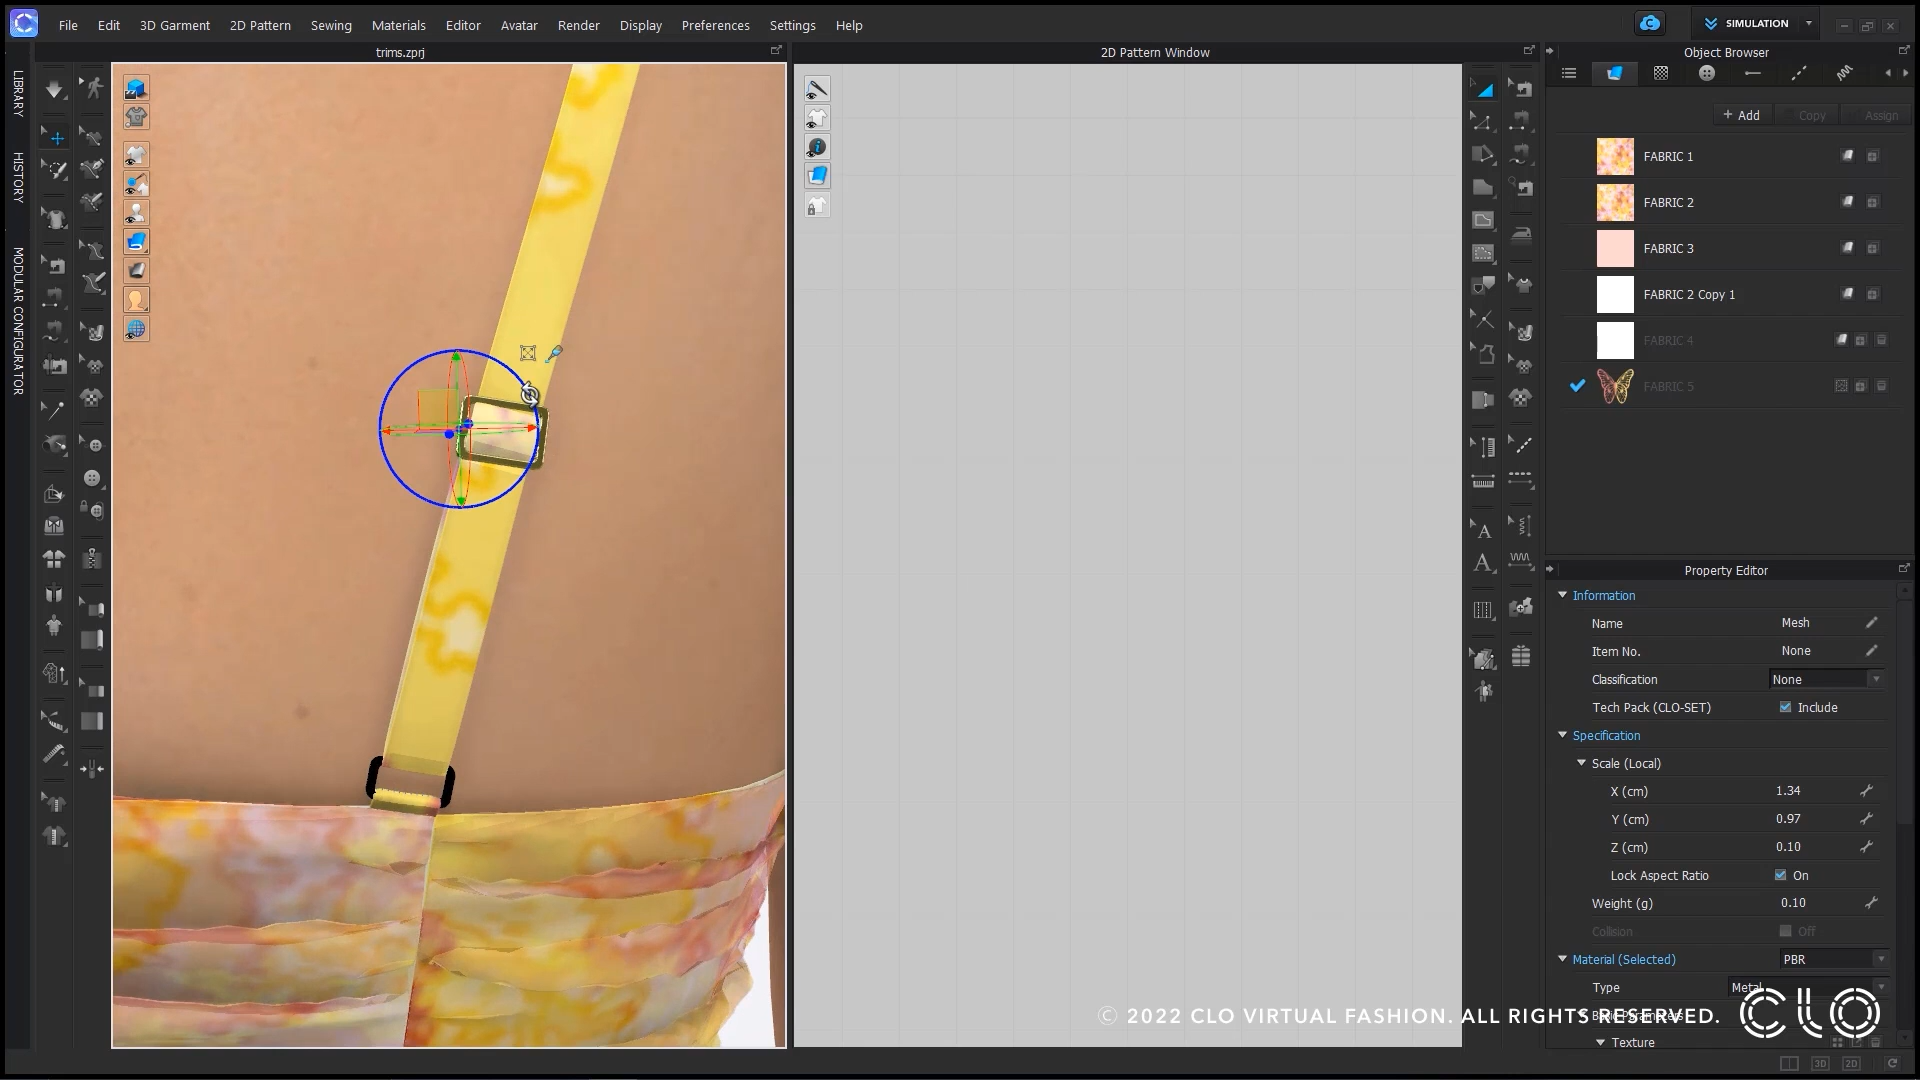 File Edit 3D Garment 2D Pattern Sewing Materials Editor Avatar Render Display Preferences Settings Help
SIMULATION
trims.zprj
2D Pattern Window
Object Browser
LIBRARY
HISTORY
MODULAR CONFIGURATOR
+ Add Copy Assign
FABRIC 1
FABRIC 2
FABRIC 3
FABRIC 2 Copy 1
FABRIC 4
FABRIC 5
Property Editor
Information
Name Mesh
Item No. None
Classification None
Tech Pack (CLO-SET) Include
Specification
Scale (Local)
X (cm) 1.34
Y (cm) 0.97
Z (cm) 0.10
Lock Aspect Ratio On
Weight (g) 0.10
Collision Off
Material (Selected) PBR
Type Metal
© 2022 CLO VIRTUAL FASHION. ALL RIGHTS RESERVED. CLO
Texture
3D 2D